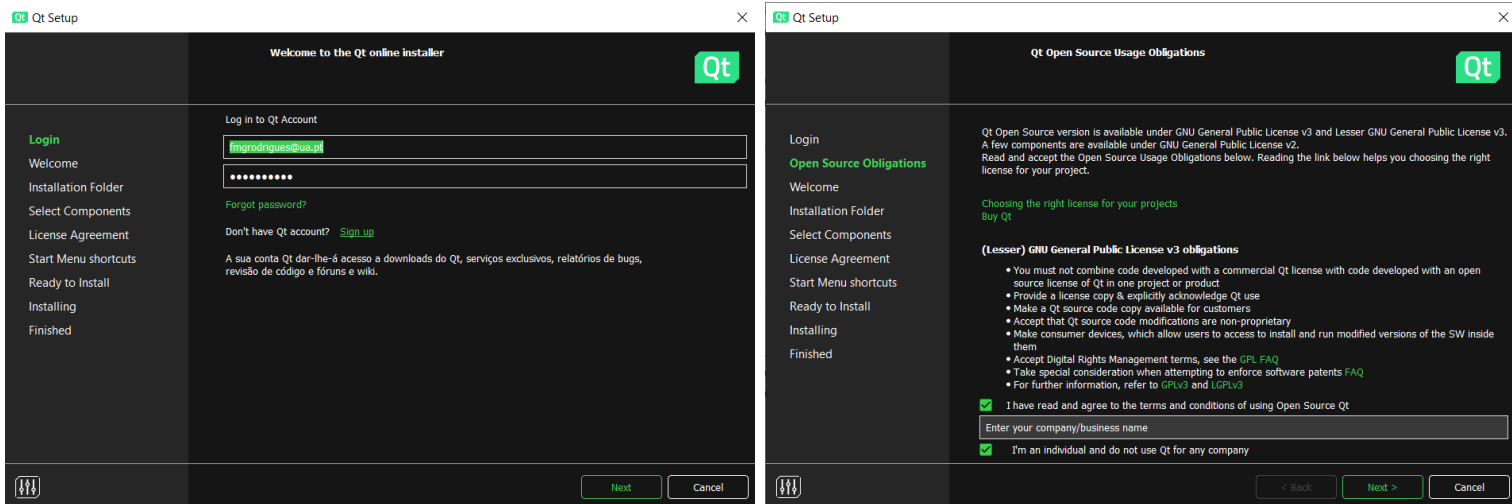 Qt Qt Setup
Welcome to the Qt online installer
Qt
Login
Welcome
Installation Folder
Select Components
License Agreement
Start Menu shortcuts
Ready to Install
Installing
Finished
Log in to Qt Account
fmgrodrigues@ua.pt
●●●●●●●●●●
Forgot password?
Don't have Qt account? Sign up
A sua conta Qt dar-lhe-á acesso a downloads do Qt, serviços exclusivos, relatórios de bugs,
revisão de código e fóruns e wiki.
Next Cancel
Qt Qt Setup
Qt Open Source Usage Obligations
Qt
Login
Open Source Obligations
Welcome
Installation Folder
Select Components
License Agreement
Start Menu shortcuts
Ready to Install
Installing
Finished
Qt Open Source version is available under GNU General Public License v3 and Lesser GNU General Public License v3.
A few components are available under GNU General Public License v2.
Read and accept the Open Source Usage Obligations below. Reading the link below helps you choosing the right
license for your project.
Choosing the right license for your projects
Buy Qt
(Lesser) GNU General Public License v3 obligations
• You must not combine code developed with a commercial Qt license with code developed with an open
source license of Qt in one project or product
• Provide a license copy & explicitly acknowledge Qt use
• Make a Qt source code copy available for customers
• Accept that Qt source code modifications are non-proprietary
• Make consumer devices, which allow users to access to install and run modified versions of the SW inside
them
• Accept Digital Rights Management terms, see the GPL FAQ
• Take special consideration when attempting to enforce software patents FAQ
• For further information, refer to GPLv3 and LGPLv3
I have read and agree to the terms and conditions of using Open Source Qt
Enter your company/business name
I'm an individual and do not use Qt for any company
< Back Next > Cancel